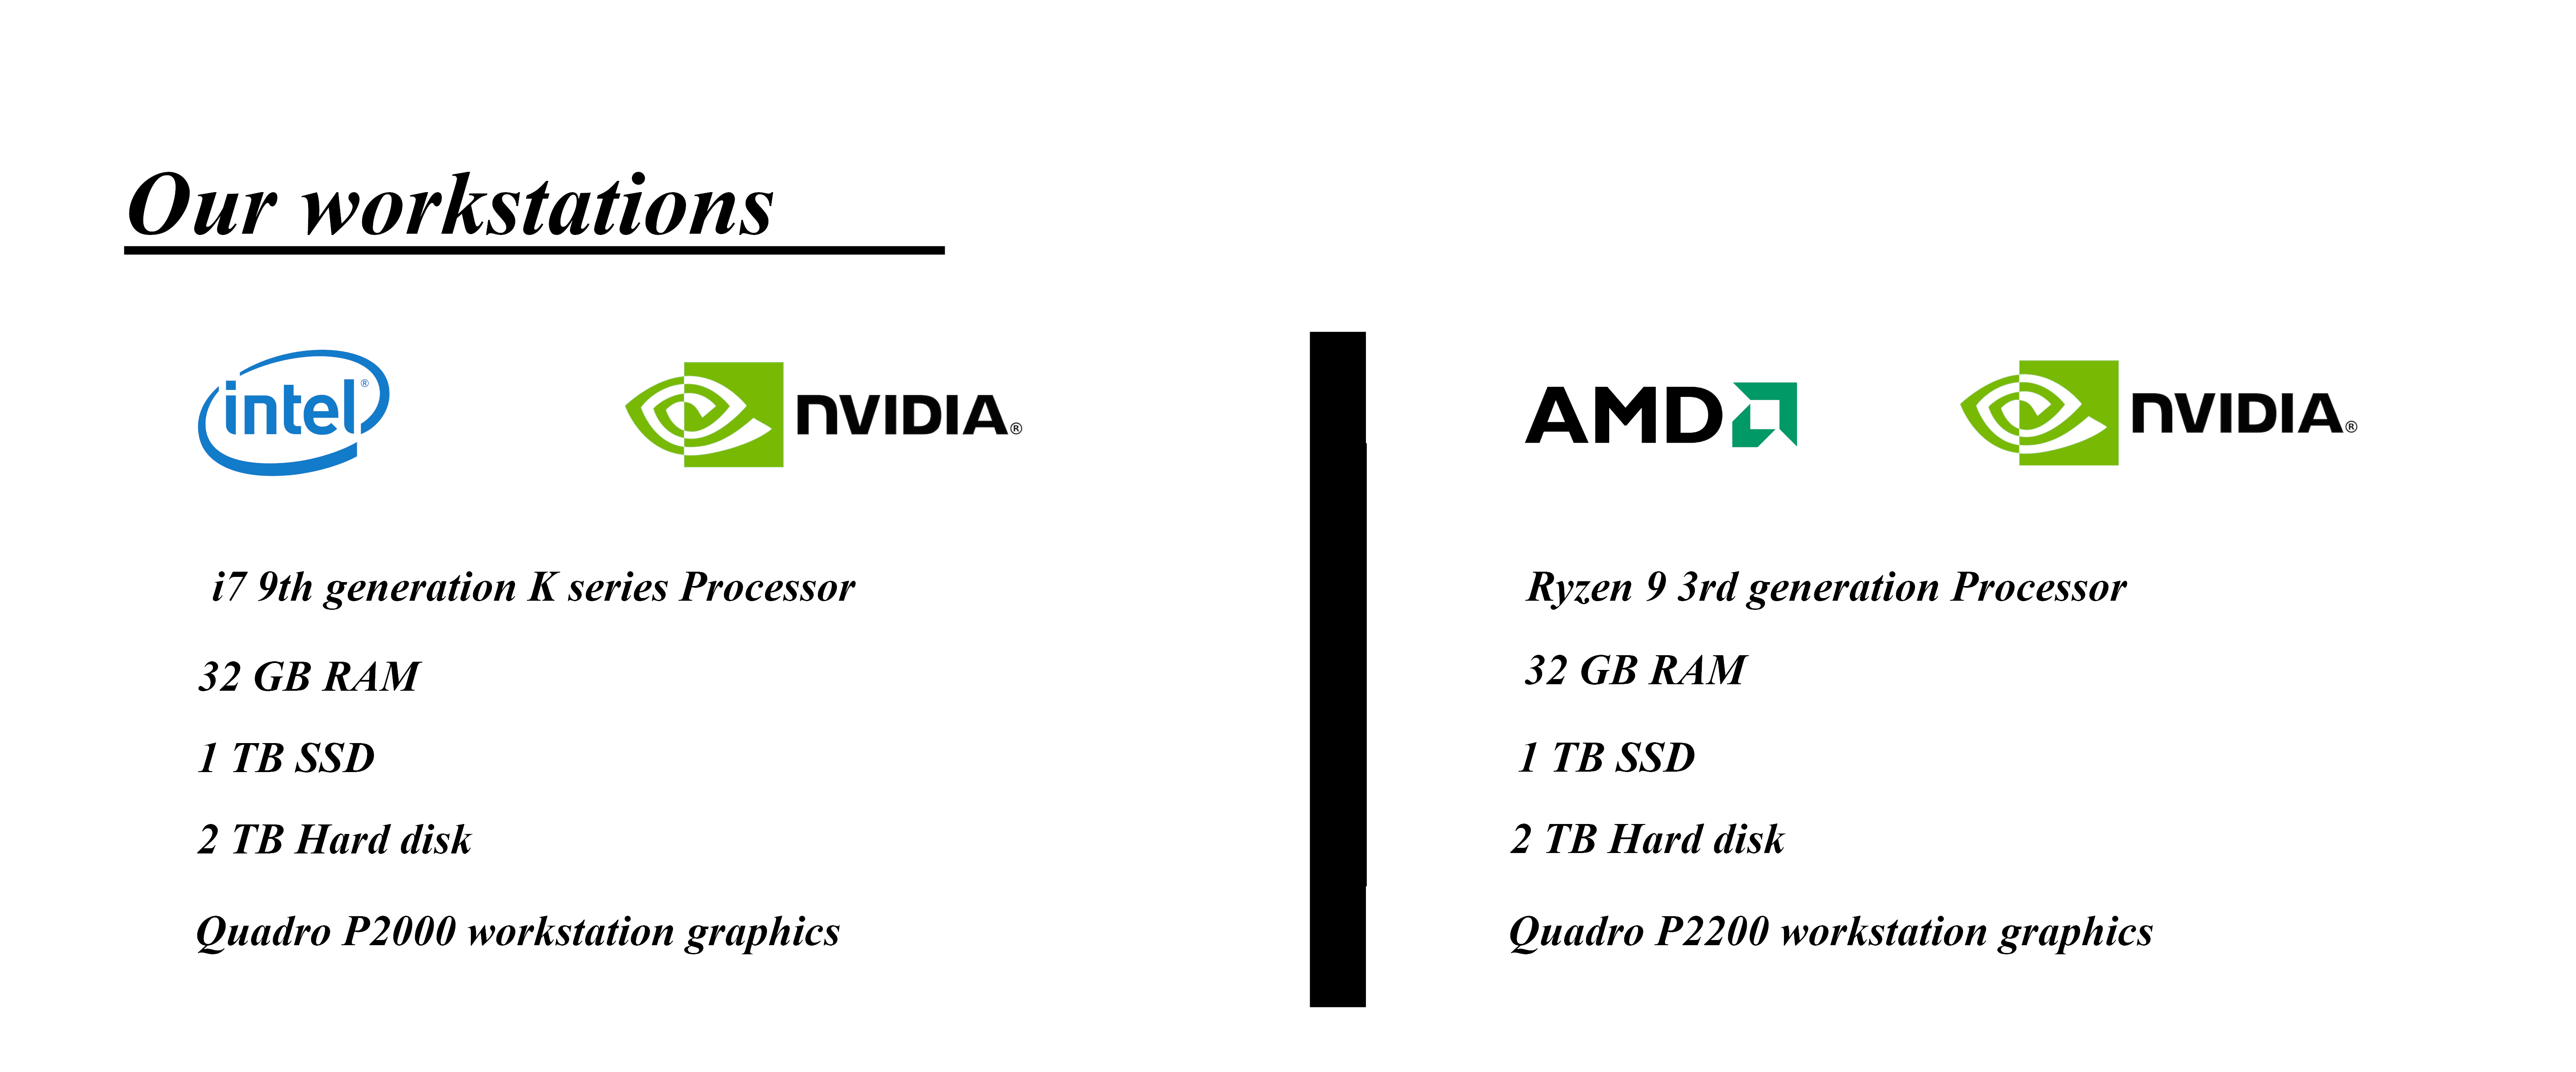 Our workstations
intel®
NVIDIA®
i7 9th generation K series Processor
32 GB RAM
1 TB SSD
2 TB Hard disk
Quadro P2000 workstation graphics
AMD
NVIDIA®
Ryzen 9 3rd generation Processor
32 GB RAM
1 TB SSD
2 TB Hard disk
Quadro P2200 workstation graphics